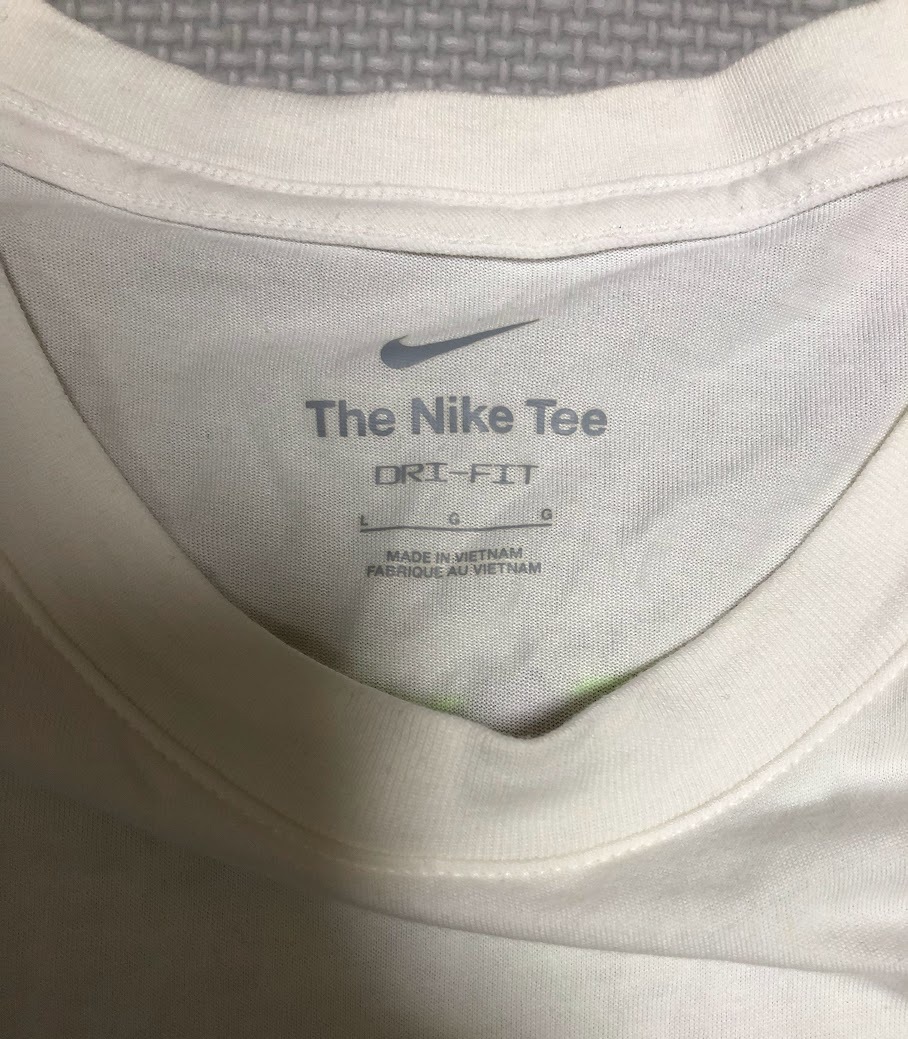 The Nike Tee
DRI-FIT
L G G
MADE IN VIETNAM
FABRIQUE AU VIETNAM